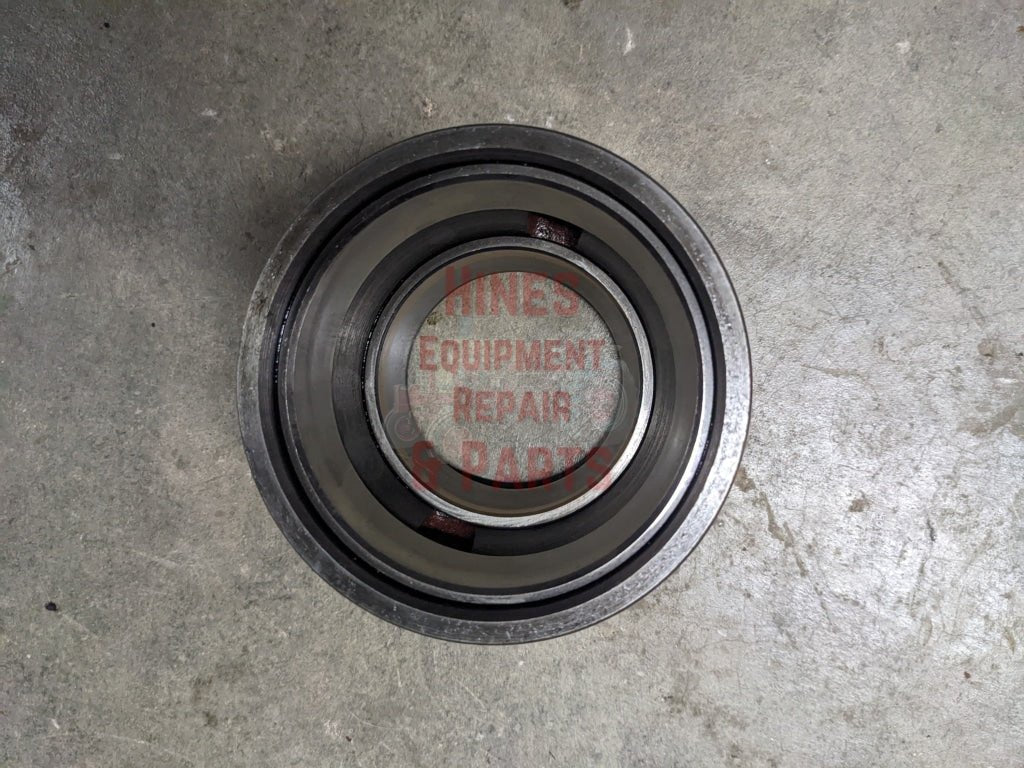 Hines
Equipment
Repair
& Parts